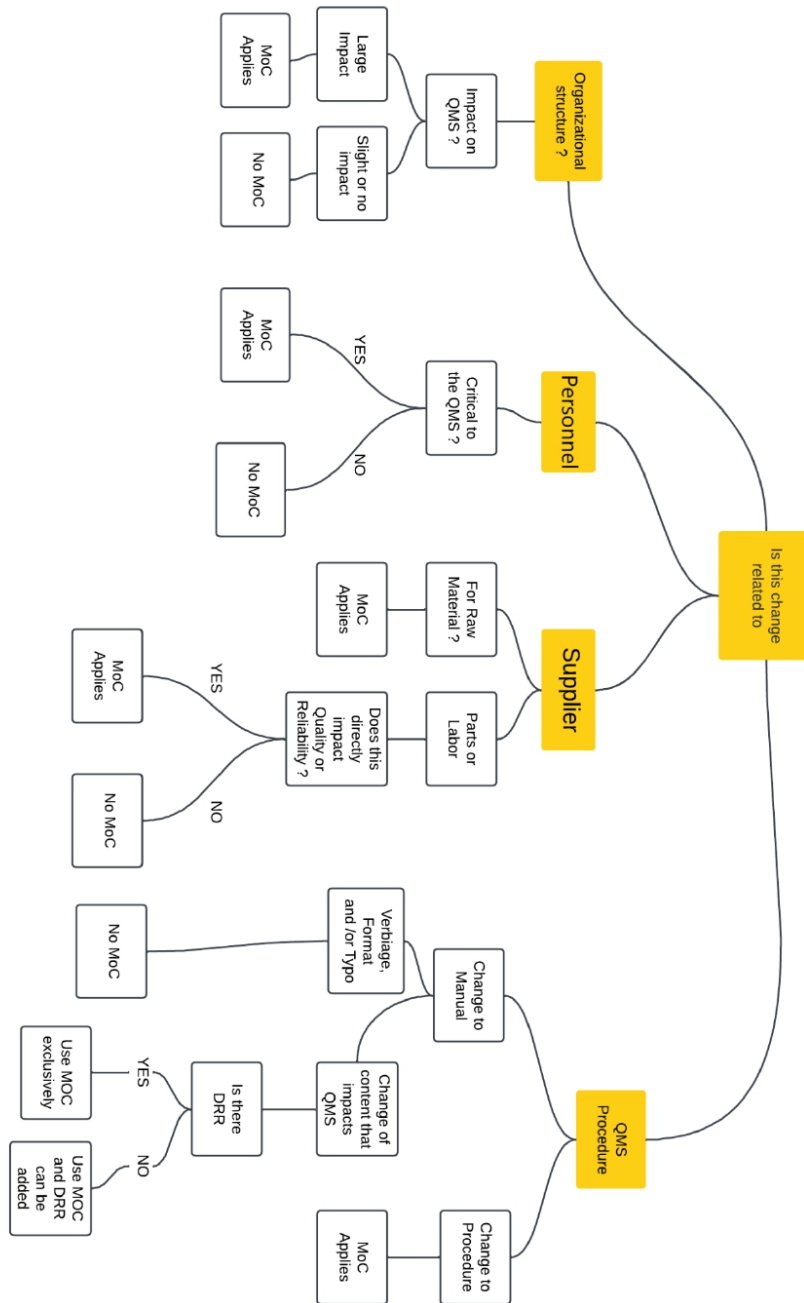 Is this change
related to
Organizational
structure ?
Personnel
Supplier
QMS
Procedure
Impact on
QMS ?
Large
Impact
Slight or no
impact
MoC
Applies
No MoC
Critical to
the QMS ?
YES
NO
MoC
Applies
No MoC
For Raw
Material ?
MoC
Applies
Parts or
Labor
Does this
directly
impact
Quality or
Reliability ?
YES
NO
MoC
Applies
No MoC
Change to
Manual
Verbiage,
Format
and /or Typo
No MoC
Change of
content that
impacts
QMS
Is there
DRR
YES
NO
Use MOC
exclusively
Use MOC
and DRR
can be
added
Change to
Procedure
MoC
Applies